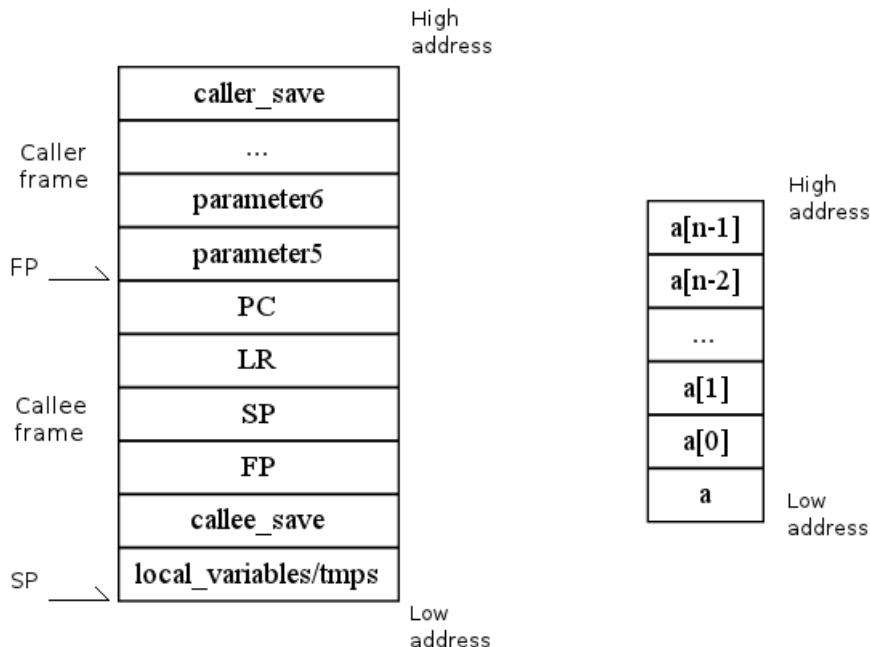 High
address
caller_save
...
Caller
frame
parameter6
parameter5
FP
PC
LR
SP
Callee
frame
FP
callee_save
SP
local_variables/tmps
Low
address
High
address
a[n-1]
a[n-2]
...
a[1]
a[0]
a
Low
address